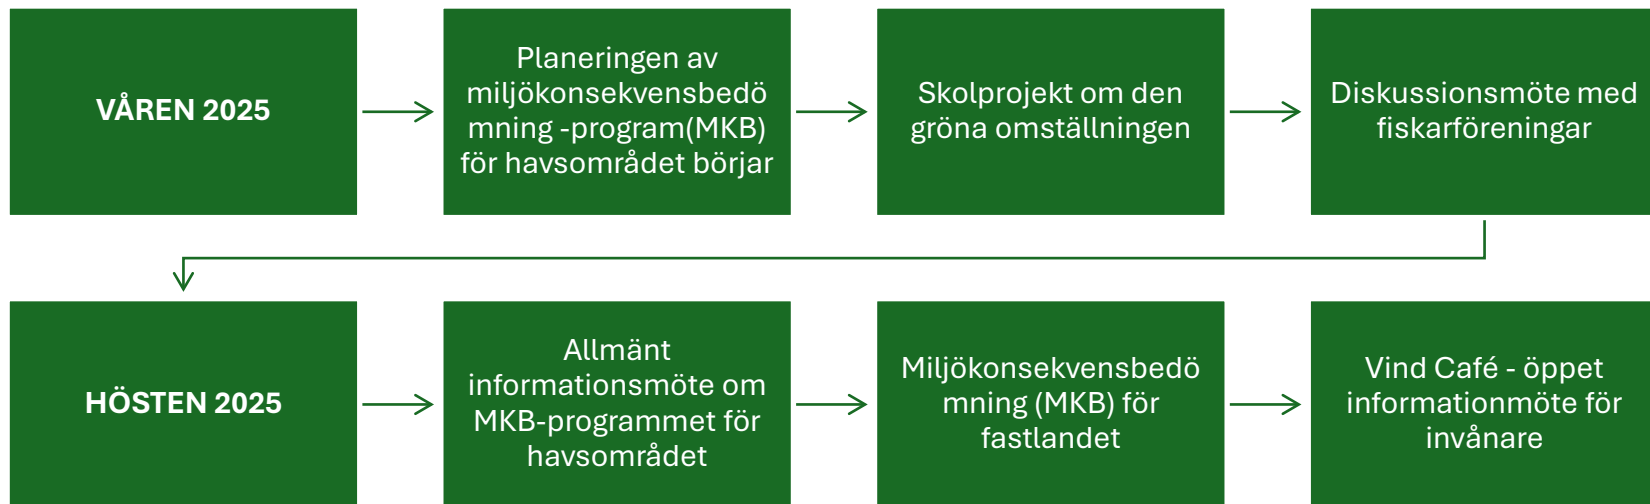 VÅREN 2025
Planeringen av
miljökonsekvensbedö
mning -program(MKB)
för havsområdet börjar
Skolprojekt om den
gröna omställningen
Diskussionsmöte med
fiskarföreningar
HÖSTEN 2025
Allmänt
informationsmöte om
MKB-programmet för
havsområdet
Miljökonsekvensbedö
mning (MKB) för
fastlandet
Vind Café - öppet
informationmöte för
invånare